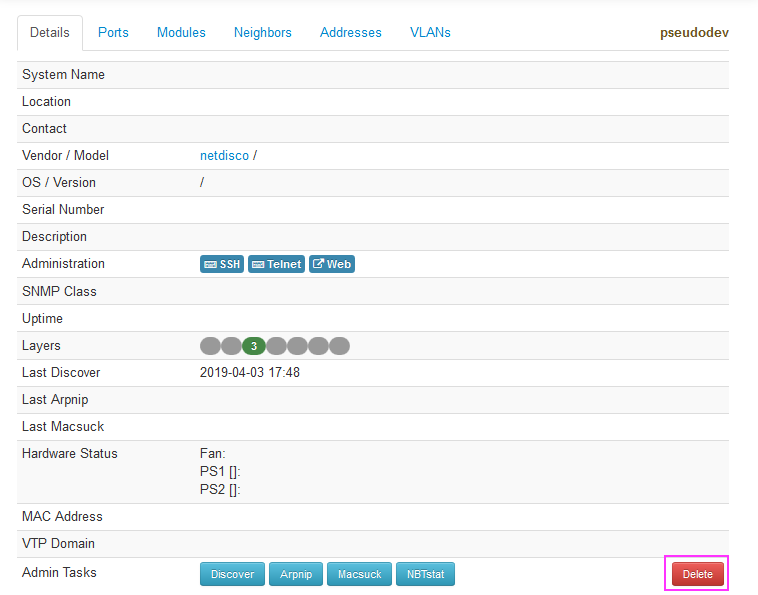 Details Ports Modules Neighbors Addresses VLANs pseudodev
System Name
Location
Contact
Vendor / Model netdisco /
OS / Version /
Serial Number
Description
Administration SSH Telnet Web
SNMP Class
Uptime
Layers 3
Last Discover 2019-04-03 17:48
Last Arpnip
Last Macsuck
Hardware Status Fan:
PS1 []:
PS2 []:
MAC Address
VTP Domain
Admin Tasks Discover Arpnip Macsuck NBTstat Delete